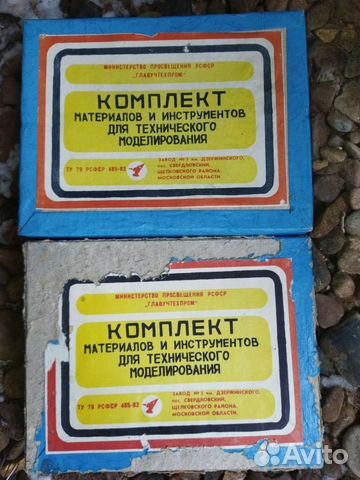 МИНИСТЕРСТВО ПРОСВЕЩЕНИЯ РСФСР
"ГЛАВУЧТЕХПРОМ"
КОМПЛЕКТ
МАТЕРИАЛОВ И ИНСТРУМЕНТОВ
ДЛЯ ТЕХНИЧЕСКОГО
МОДЕЛИРОВАНИЯ
ТУ 79 РСФСР 485-82
ЗАВОД №1 им. ДЗЕРЖИНСКОГО,
пос. СВЕРДЛОВСКИЙ,
ЩЕЛКОВСКОГО РАЙОНА,
МОСКОВСКОЙ ОБЛАСТИ.
МИНИСТЕРСТВО ПРОСВЕЩЕНИЯ РСФСР
"ГЛАВУЧТЕХПРОМ"
КОМПЛЕКТ
МАТЕРИАЛОВ И ИНСТРУМЕНТОВ
ДЛЯ ТЕХНИЧЕСКОГО
МОДЕЛИРОВАНИЯ
ТУ 79 РСФСР 485-82
ЗАВОД №1 им. ДЗЕРЖИНСКОГО,
пос. СВЕРДЛОВСКИЙ,
ЩЕЛКОВСКОГО РАЙОНА,
МОСКОВСКОЙ ОБЛАСТИ.
Avito